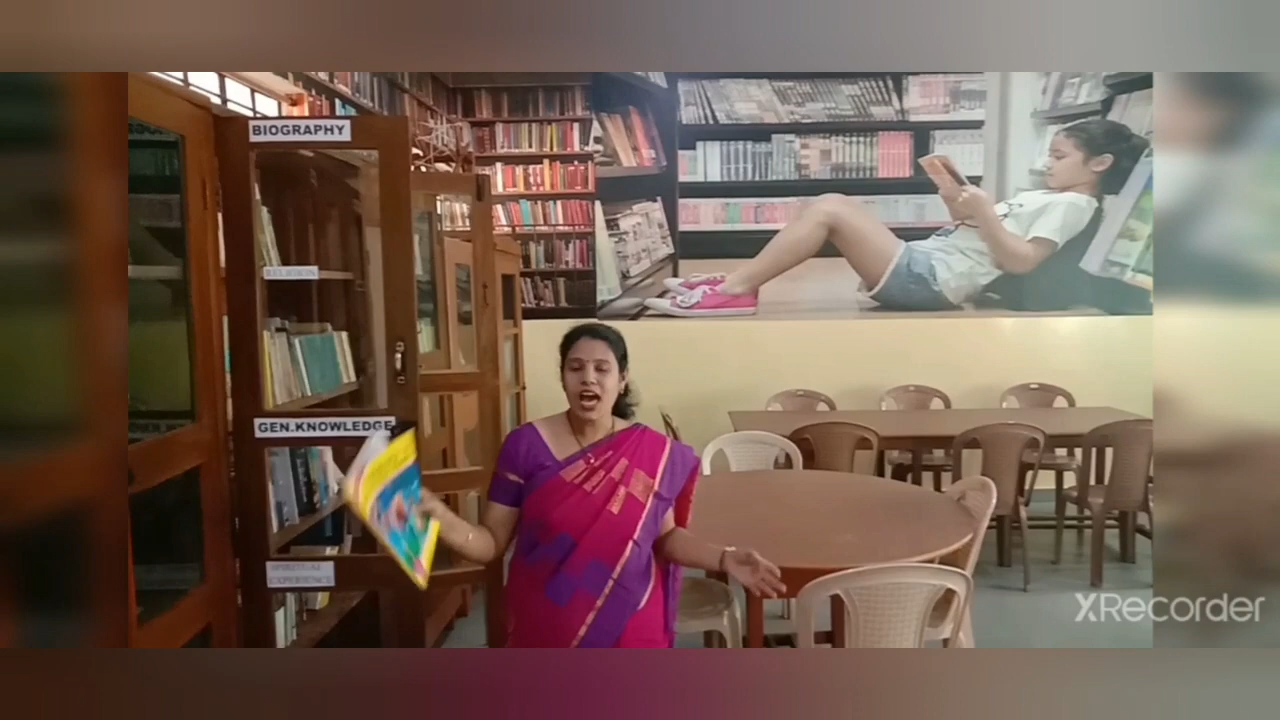 BIOGRAPHY
RELIGION
GEN.KNOWLEDGE
SPIRITUAL
EXPERIENCE
XRecorder